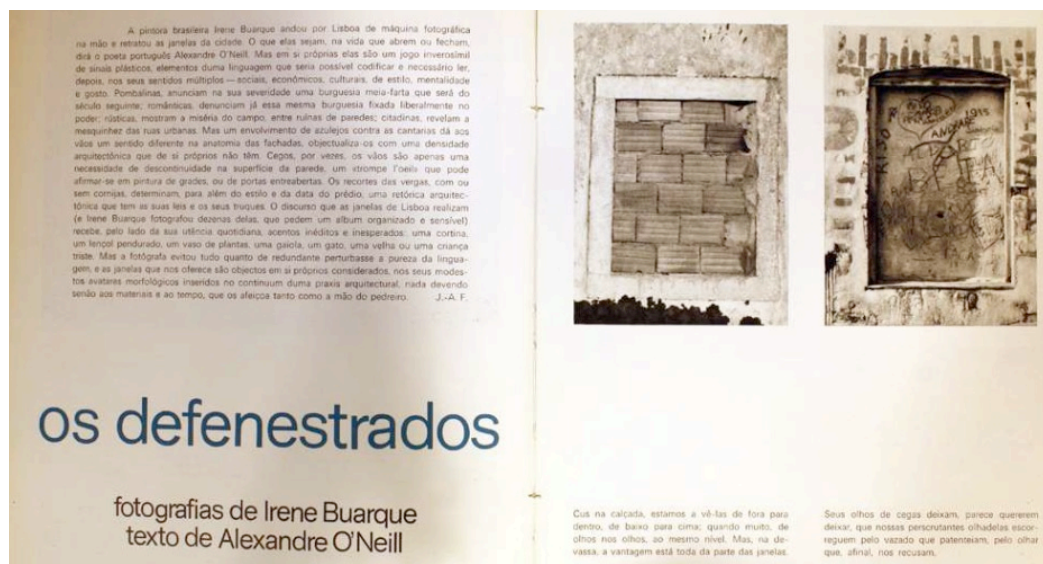 A pintora brasileira Irene Buarque andou por Lisboa de máquina fotográfica
na mão e retratou as janelas da cidade. O que elas sejam, na vida que abrem ou fecham,
dirá o poeta português Alexandre O'Neill. Mas em si próprias elas são um jogo inverosímil
de sinais plásticos, elementos duma linguagem que seria possível codificar e necessário ler,
depois, nos seus sentidos múltiplos — sociais, econômicos, culturais, de estilo, mentalidade
e gosto. Pombalinas, anunciam na sua severidade uma burguesia meia-farta que será do
século seguinte; românticas, denunciam já essa mesma burguesia fixada liberalmente no
poder; rústicas, mostram a miséria do campo, entre ruínas de paredes; citadinas, revelam a
mesquinhez das ruas urbanas. Mas um envolvimento de azulejos contra as cantarias dá aos
vãos um sentido diferente na anatomia das fachadas, objectualiza-os com uma densidade
arquitectónica que de si próprios não têm. Cegos, por vezes, os vãos são apenas uma
necessidade de descontinuidade na superfície da parede, um «trompe l'oeil» que pode
afirmar-se em pintura de grades, ou de portas entreabertas. Os recortes das vergas, com ou
sem cornijas, determinam, para além do estilo e da data do prédio, uma retórica arquitec-
tónica que tem as suas leis e os seus truques. O discurso que as janelas de Lisboa realizam
(e Irene Buarque fotografou dezenas delas, que pedem um album organizado e sensível)
recebe, pelo lado da sua utência quotidiana, acentos inéditos e inesperados: uma cortina,
um lençol pendurado, um vaso de plantas, uma gaiola, um gato, uma velha ou uma criança
triste. Mas a fotógrafa evitou tudo quanto de redundante perturbasse a pureza da lingua-
gem, e as janelas que nos oferece são objectos em si próprios considerados, nos seus modes-
tos avatares morfológicos inseridos no continuum duma praxis arquitectural, nada devendo
senão aos materiais e ao tempo, que os afeiçoa tanto como a mão do pedreiro. J.-A. F.
os defenestrados
fotografias de Irene Buarque
texto de Alexandre O'Neill
1975
ANDRADE
Cus na calçada, estamos a vê-las de fora para
dentro, de baixo para cima; quando muito, de
olhos nos olhos, ao mesmo nível. Mas, na de-
vassa, a vantagem está toda da parte das janelas.
Seus olhos de cegas deixam, parece quererem
deixar, que nossas perscrutantes olhadelas escor-
reguem pelo vazado que patenteiam, pelo olhar
que, afinal, nos recusam.